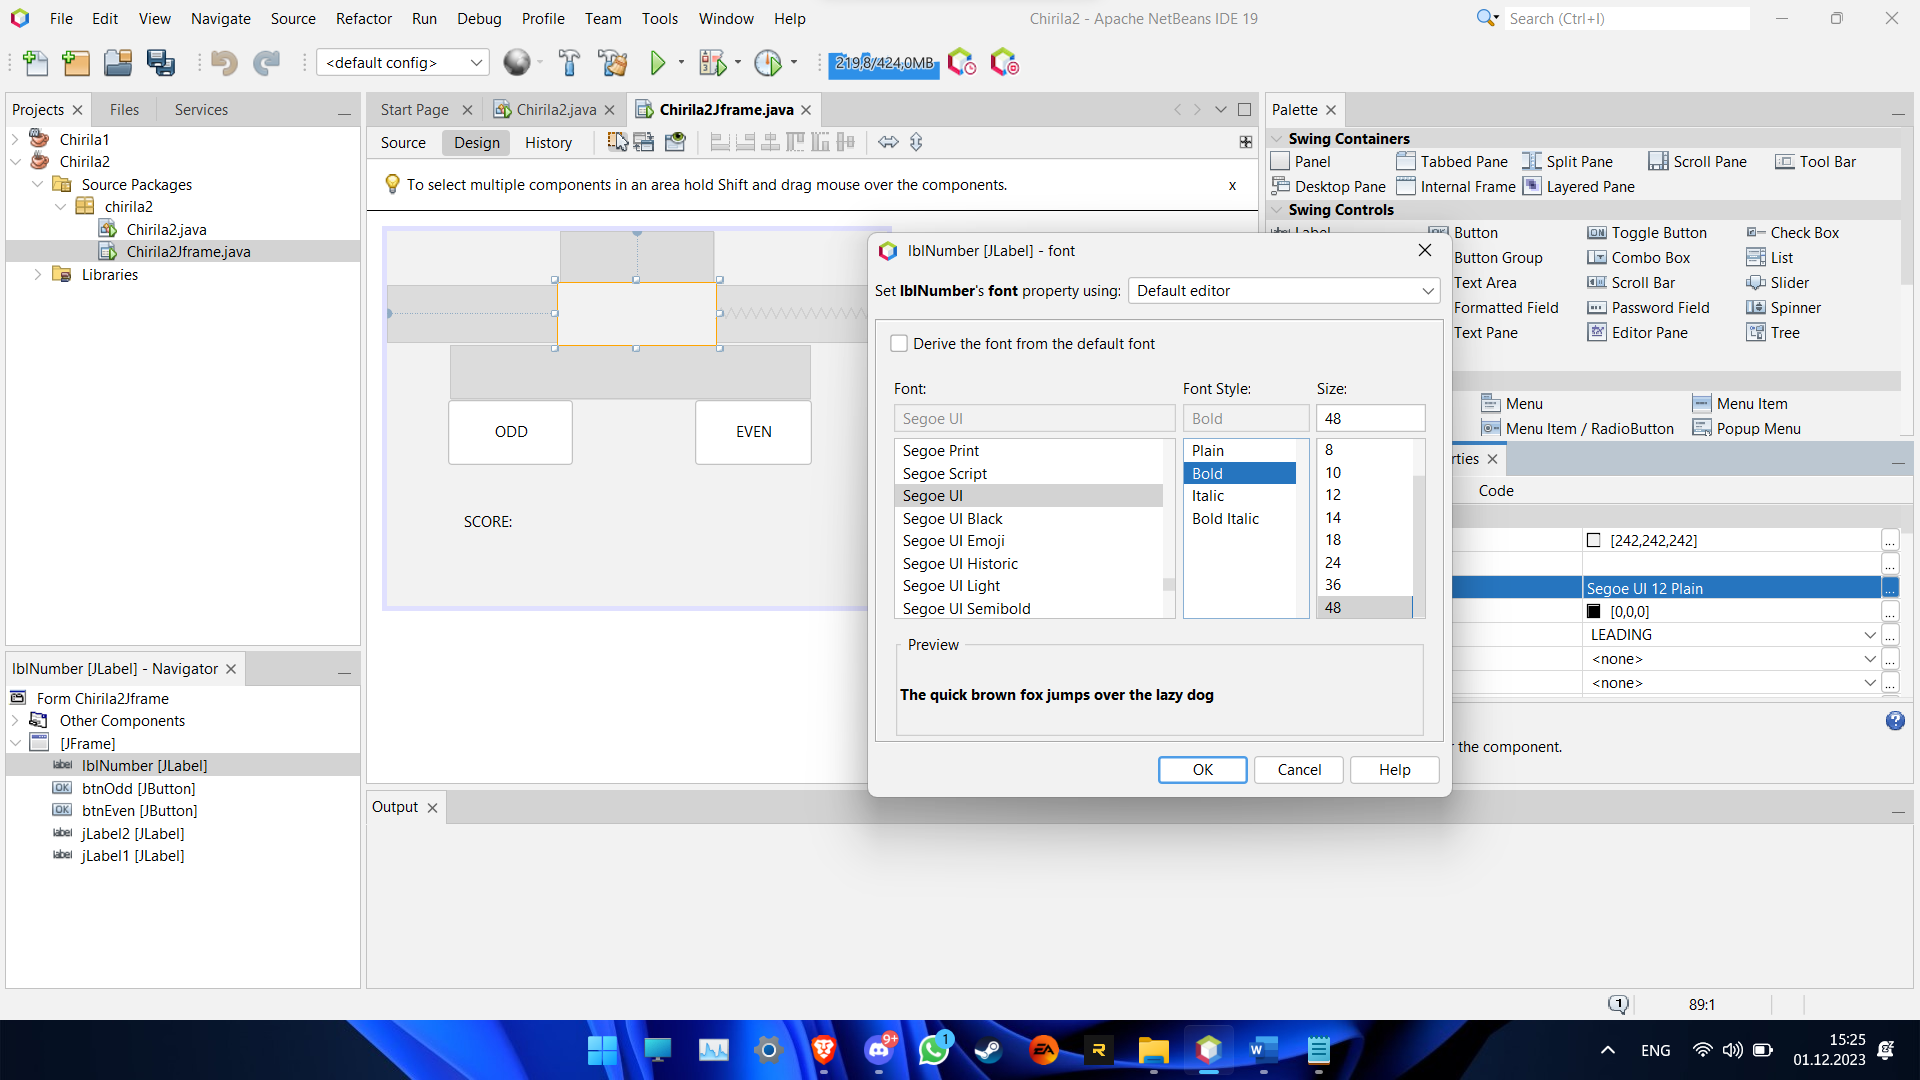 File Edit View Navigate Source Refactor Run Debug Profile Team Tools Window Help
Chirila2 - Apache NetBeans IDE 19
Search (Ctrl+I)
<default config>
219,8/424,0MB
Projects
Files
Services
Chirila1
Chirila2
Source Packages
chirila2
Chirila2.java
Chirila2Jframe.java
Libraries
Start Page
Chirila2.java
Chirila2Jframe.java
Source
Design
History
To select multiple components in an area hold Shift and drag mouse over the components.
x
ODD
EVEN
SCORE:
Palette
Swing Containers
Panel
Tabbed Pane
Split Pane
Scroll Pane
Tool Bar
Desktop Pane
Internal Frame
Layered Pane
Swing Controls
Label
Button
Toggle Button
Check Box
Button Group
Combo Box
List
Text Area
Scroll Bar
Slider
Formatted Field
Password Field
Spinner
Text Pane
Editor Pane
Tree
Menu
Menu Item
Menu Item / RadioButton
Popup Menu
lblNumber [JLabel] - font
Set lblNumber's font property using:
Default editor
Derive the font from the default font
Font:
Font Style:
Size:
Segoe UI
Bold
48
Segoe Print
Segoe Script
Segoe UI
Segoe UI Black
Segoe UI Emoji
Segoe UI Historic
Segoe UI Light
Segoe UI Semibold
Plain
Bold
Italic
Bold Italic
8
10
12
14
18
24
36
48
Preview
The quick brown fox jumps over the lazy dog
OK
Cancel
Help
rties
Code
[242,242,242]
...
...
Segoe UI 12 Plain
...
[0,0,0]
...
LEADING
...
<none>
...
<none>
...
the component.
lblNumber [JLabel] - Navigator
Form Chirila2Jframe
Other Components
[JFrame]
label lblNumber [JLabel]
OK btnOdd [JButton]
OK btnEven [JButton]
label jLabel2 [JLabel]
label jLabel1 [JLabel]
Output
1
89:1
9+
1
EA
R
W
ENG
15:25
01.12.2023